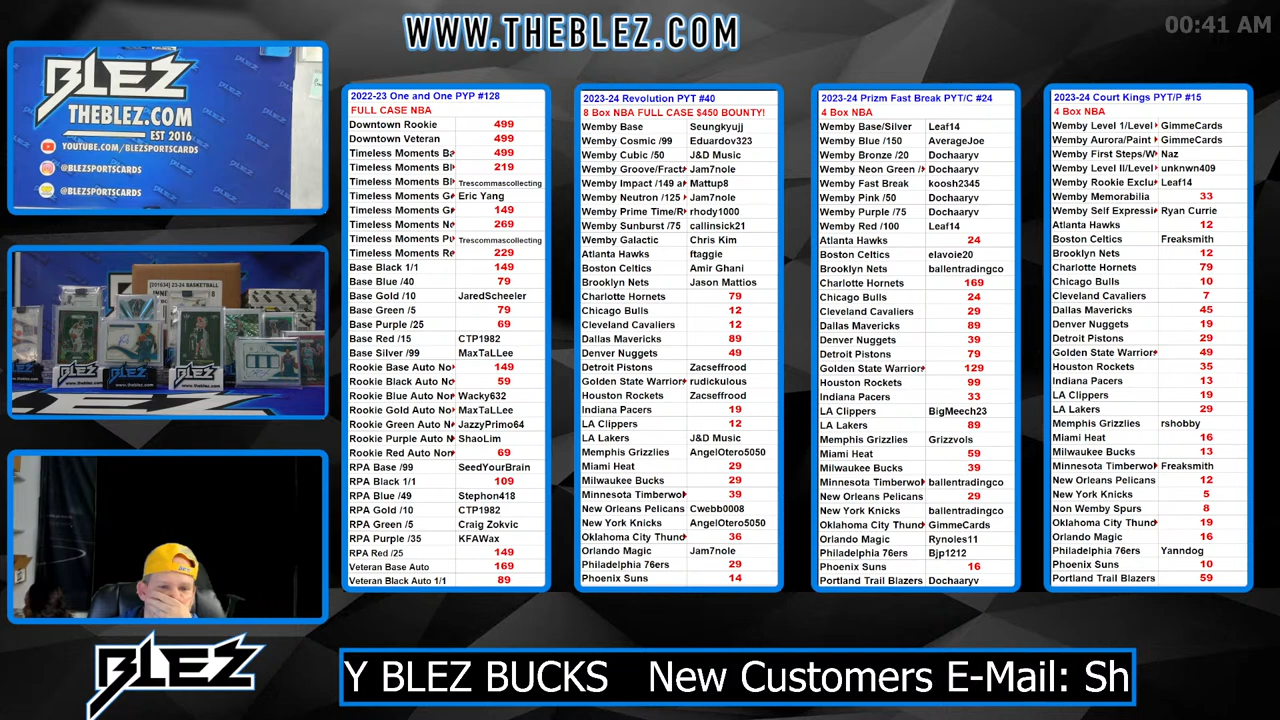 WWW.THEBLEZ.COM
00:41 AM
BLEZ
THEBLEZ.COM
EST 2016
YOUTUBE.COM/BLEZSPORTSCARDS
@BLEZSPORTSCARDS
@BLEZSPORTSCARDS
[201634] 23-24 BASKETBALL
www.theblez.com
BLEZ
2022-23 One and One PYP #128
FULL CASE NBA
Downtown Rookie 499
Downtown Veteran 499
Timeless Moments Ba 499
Timeless Moments Bl 219
Timeless Moments Bl Trescommascollecting
Timeless Moments G Eric Yang
Timeless Moments G 149
Timeless Moments N 269
Timeless Moments Pu Trescommascollecting
Timeless Moments Re 229
Base Black 1/1 149
Base Blue /40 79
Base Gold /10 JaredScheeler
Base Green /5 79
Base Purple /25 69
Base Red /15 CTP1982
Base Silver /99 MaxTaLLee
Rookie Base Auto No 149
Rookie Black Auto No 59
Rookie Blue Auto No Wacky632
Rookie Gold Auto No MaxTaLLee
Rookie Green Auto No JazzyPrimo64
Rookie Purple Auto N ShaoLim
Rookie Red Auto Non 69
RPA Base /99 SeedYourBrain
RPA Black 1/1 109
RPA Blue /49 Stephon418
RPA Gold /10 CTP1982
RPA Green /5 Craig Zokvic
RPA Purple /35 KFAWax
RPA Red /25 149
Veteran Base Auto 169
Veteran Black Auto 1/1 89
2023-24 Revolution PYT #40
8 Box NBA FULL CASE $450 BOUNTY!
Wemby Base Seungkyujj
Wemby Cosmic /99 Eduardov323
Wemby Cubic /50 J&D Music
Wemby Groove/Fract Jam7nole
Wemby Impact /149 a Mattup8
Wemby Neutron /125 Jam7nole
Wemby Prime Time/R rhody1000
Wemby Sunburst /75 callinsick21
Wemby Galactic Chris Kim
Atlanta Hawks ftaggie
Boston Celtics Amir Ghani
Brooklyn Nets Jason Mattios
Charlotte Hornets 79
Chicago Bulls 12
Cleveland Cavaliers 12
Dallas Mavericks 89
Denver Nuggets 49
Detroit Pistons Zacseffrood
Golden State Warrior rudickulous
Houston Rockets Zacseffrood
Indiana Pacers 19
LA Clippers 12
LA Lakers J&D Music
Memphis Grizzlies AngelOtero5050
Miami Heat 29
Milwaukee Bucks 29
Minnesota Timberwol 39
New Orleans Pelicans Cwebb0008
New York Knicks AngelOtero5050
Oklahoma City Thund 36
Orlando Magic Jam7nole
Philadelphia 76ers 29
Phoenix Suns 14
2023-24 Prizm Fast Break PYT/C #24
4 Box NBA
Wemby Base/Silver Leaf14
Wemby Blue /150 AverageJoe
Wemby Bronze /20 Dochaaryv
Wemby Neon Green / Dochaaryv
Wemby Fast Break koosh2345
Wemby Pink /50 Dochaaryv
Wemby Purple /75 Dochaaryv
Wemby Red /100 Leaf14
Atlanta Hawks 24
Boston Celtics elavoie20
Brooklyn Nets ballentradingco
Charlotte Hornets 169
Chicago Bulls 24
Cleveland Cavaliers 29
Dallas Mavericks 89
Denver Nuggets 39
Detroit Pistons 79
Golden State Warrior 129
Houston Rockets 99
Indiana Pacers 33
LA Clippers BigMeech23
LA Lakers 89
Memphis Grizzlies Grizzvols
Miami Heat 59
Milwaukee Bucks 39
Minnesota Timberwol ballentradingco
New Orleans Pelicans 29
New York Knicks ballentradingco
Oklahoma City Thund GimmeCards
Orlando Magic Rynoles11
Philadelphia 76ers Bjp1212
Phoenix Suns 16
Portland Trail Blazers Dochaaryv
2023-24 Court Kings PYT/P #15
4 Box NBA
Wemby Level 1/Level GimmeCards
Wemby Aurora/Paint GimmeCards
Wemby First Steps/W Naz
Wemby Level II/Level unknwn409
Wemby Rookie Exclu Leaf14
Wemby Memorabilia 33
Wemby Self Expressi Ryan Currie
Atlanta Hawks 12
Boston Celtics Freaksmith
Brooklyn Nets 12
Charlotte Hornets 79
Chicago Bulls 10
Cleveland Cavaliers 7
Dallas Mavericks 45
Denver Nuggets 19
Detroit Pistons 29
Golden State Warrior 49
Houston Rockets 35
Indiana Pacers 13
LA Clippers 19
LA Lakers 29
Memphis Grizzlies rshobby
Miami Heat 16
Milwaukee Bucks 13
Minnesota Timberwo Freaksmith
New Orleans Pelicans 12
New York Knicks 5
Non Wemby Spurs 8
Oklahoma City Thund 19
Orlando Magic 16
Philadelphia 76ers Yanndog
Phoenix Suns 10
Portland Trail Blazers 59
Y BLEZ BUCKS New Customers E-Mail: Sh